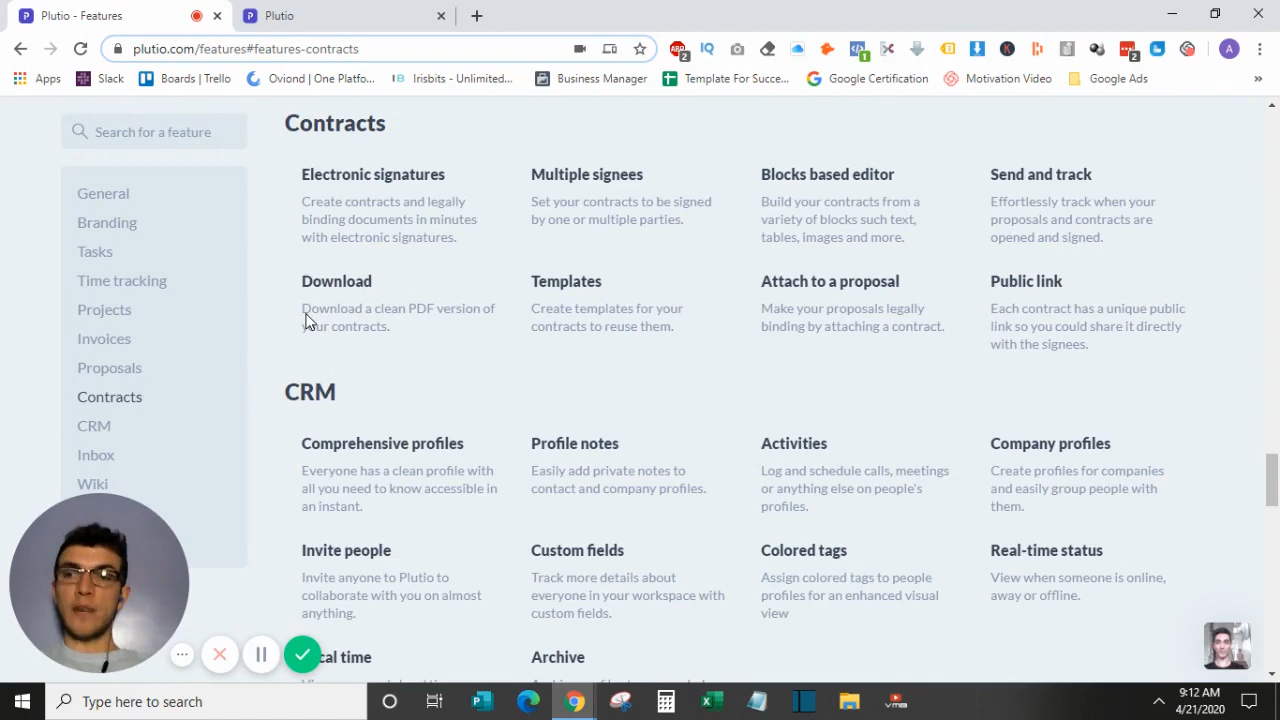 Plutio - Features
Plutio
plutio.com/features#features-contracts
2
1
2
A
Apps
Slack
Boards | Trello
Oviond | One Platfo...
Irisbits - Unlimited...
Business Manager
Template For Succe...
Google Certification
Motivation Video
Google Ads
Search for a feature
General
Branding
Tasks
Time tracking
Projects
Invoices
Proposals
Contracts
CRM
Inbox
Wiki
Contracts
Electronic signatures
Create contracts and legally
binding documents in minutes
with electronic signatures.
Multiple signees
Set your contracts to be signed
by one or multiple parties.
Blocks based editor
Build your contracts from a
variety of blocks such text,
tables, images and more.
Send and track
Effortlessly track when your
proposals and contracts are
opened and signed.
Download
Download a clean PDF version of
your contracts.
Templates
Create templates for your
contracts to reuse them.
Attach to a proposal
Make your proposals legally
binding by attaching a contract.
Public link
Each contract has a unique public
link so you could share it directly
with the signees.
CRM
Comprehensive profiles
Everyone has a clean profile with
all you need to know accessible in
an instant.
Profile notes
Easily add private notes to
contact and company profiles.
Activities
Log and schedule calls, meetings
or anything else on people's
profiles.
Company profiles
Create profiles for companies
and easily group people with
them.
Invite people
Invite anyone to Plutio to
collaborate with you on almost
anything.
Custom fields
Track more details about
everyone in your workspace with
custom fields.
Colored tags
Assign colored tags to people
profiles for an enhanced visual
view
Real-time status
View when someone is online,
away or offline.
time
Archive
Type here to search
9:12 AM
4/21/2020